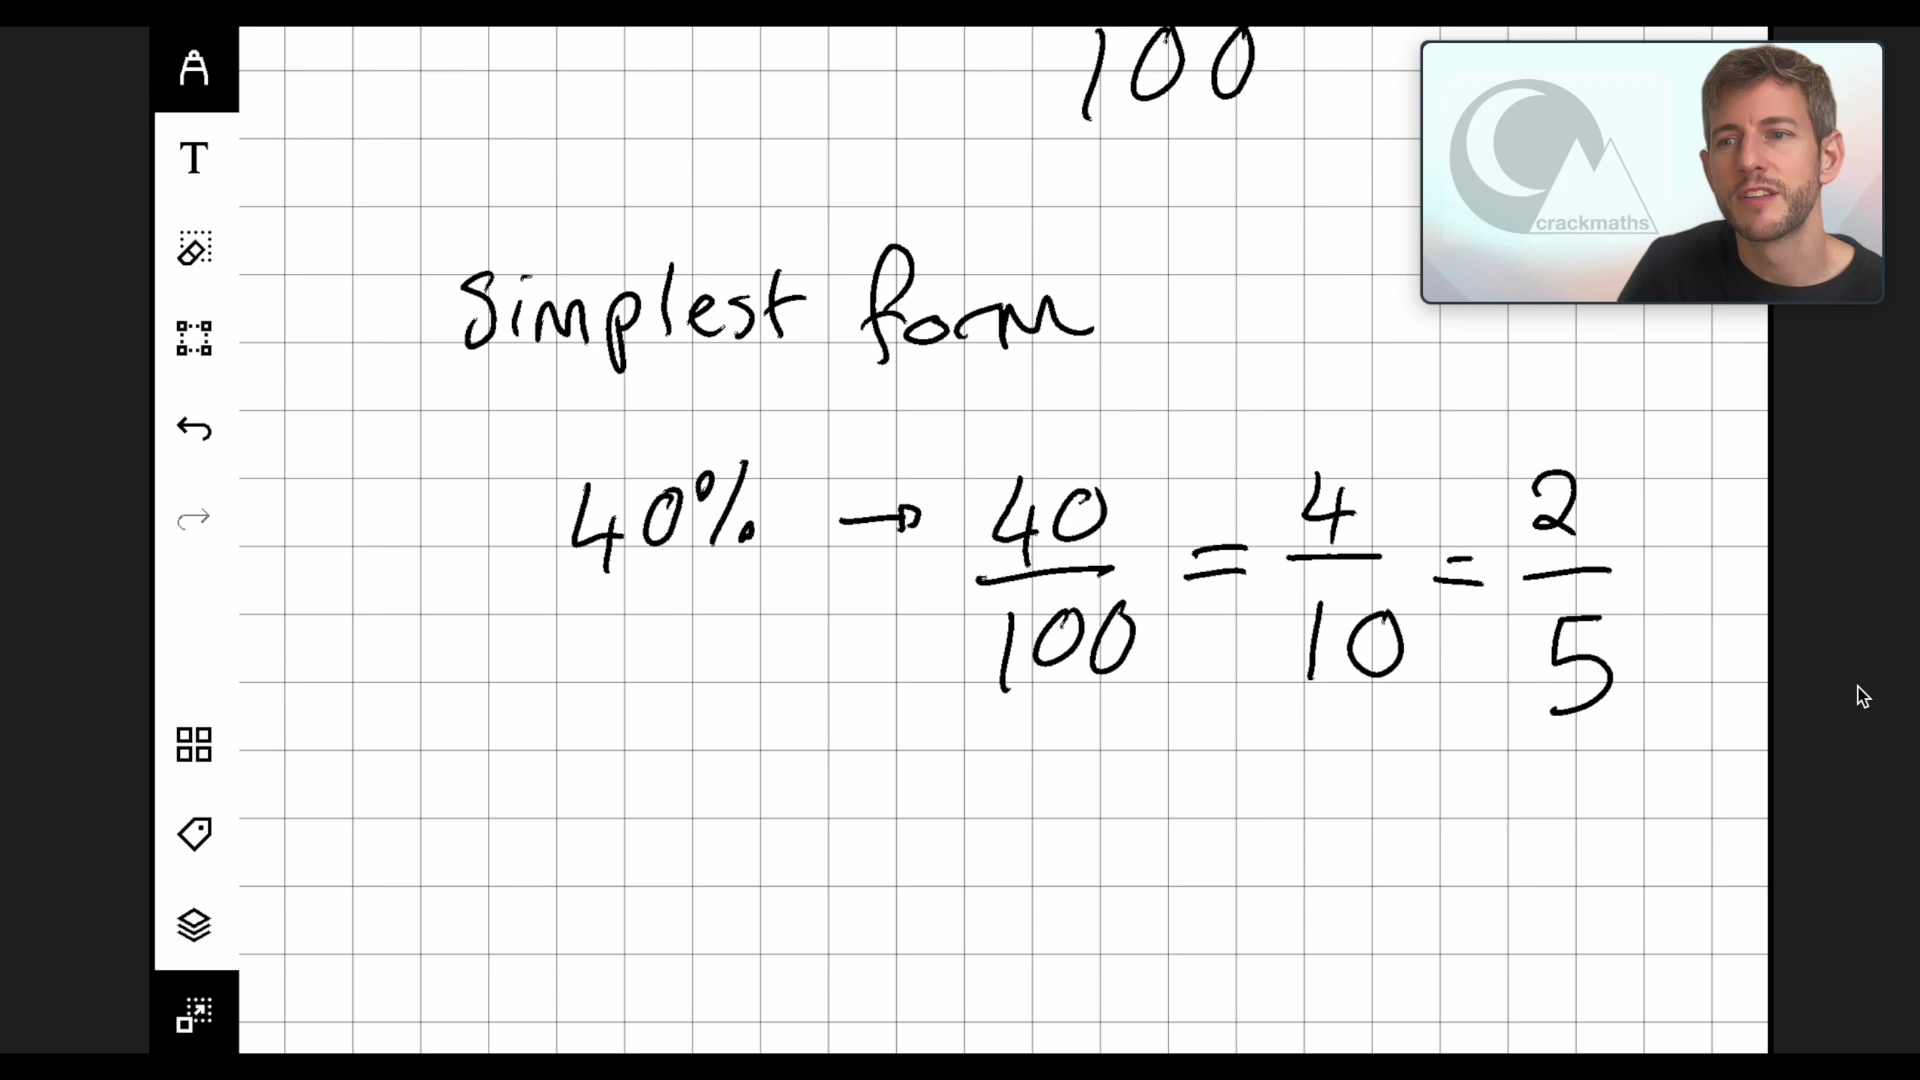 100
crackmaths
Simplest form
40% → 40/100 = 4/10 = 2/5
T